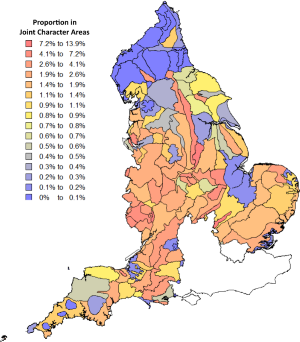 Proportion in
Joint Character Areas
7.2% to 13.9%
4.1% to 7.2%
2.6% to 4.1%
1.9% to 2.6%
1.4% to 1.9%
1.1% to 1.4%
0.9% to 1.1%
0.8% to 0.9%
0.7% to 0.8%
0.6% to 0.7%
0.5% to 0.6%
0.4% to 0.5%
0.3% to 0.4%
0.2% to 0.3%
0.1% to 0.2%
0% to 0.1%
1